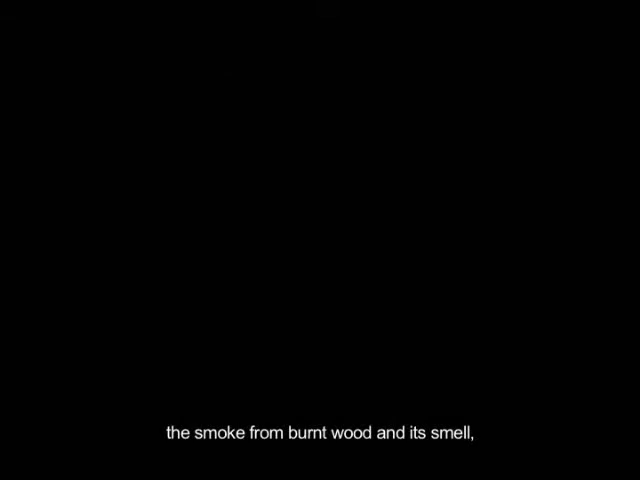 the smoke from burnt wood and its smell,